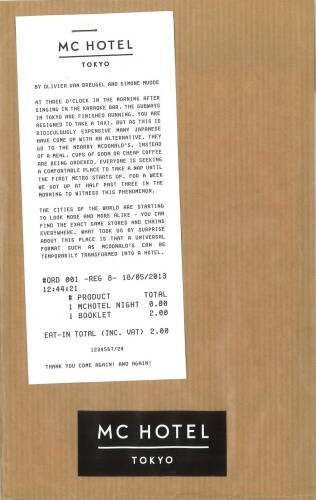 MC HOTEL
TOKYO
BY OLIVIER VAN BREUGEL AND SIMONE MUDDE
AT THREE O'CLOCK IN THE MORNING AFTER
SINGING IN THE KARAOKE BAR, THE SUBWAYS
IN TOKYO ARE FINISHED RUNNING. YOU ARE
RESIGNED TO TAKE A TAXI. BUT AS THIS IS
RIDICULOUSLY EXPENSIVE MANY JAPANESE
HAVE COME UP WITH AN ALTERNATIVE. THEY
GO TO THE NEARBY MCDONALD'S. INSTEAD
OF A MEAL, CUPS OF SODA OR CHEAP COFFEE
ARE BEING ORDERED. EVERYONE IS SEEKING
A COMFORTABLE PLACE TO TAKE A NAP UNTIL
THE FIRST METRO STARTS UP. FOR A WEEK
WE GOT UP AT HALF PAST THREE IN THE
MORNING TO WITNESS THIS PHENOMENON.
THE CITIES OF THE WORLD ARE STARTING
TO LOOK MORE AND MORE ALIKE - YOU CAN
FIND THE EXACT SAME STORES AND CHAINS
EVERYWHERE. WHAT TOOK US BY SURPRISE
ABOUT THIS PLACE IS THAT A UNIVERSAL
FORMAT SUCH AS MCDONALD'S CAN BE
TEMPORARILY TRANSFORMED INTO A HOTEL.
#ORD 001 -REG 8- 18/05/2013
12:44:21
# PRODUCT TOTAL
1 MCHOTEL NIGHT 0.00
1 BOOKLET 2.00
EAT-IN TOTAL (INC. VAT) 2.00
1234567/24
THANK YOU COME AGAIN! AND AGAIN!
MC HOTEL
TOKYO